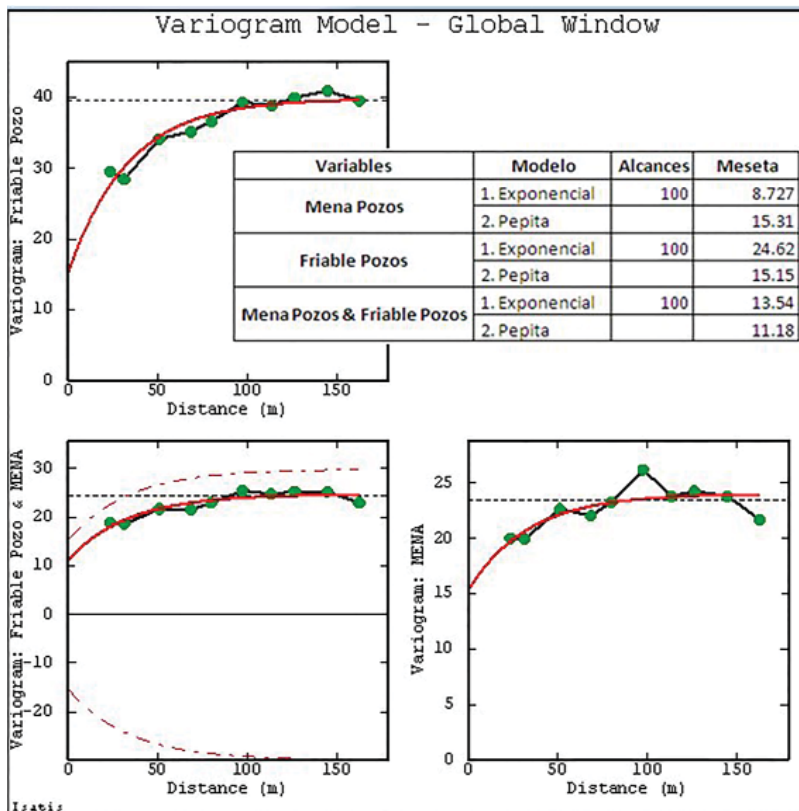 Variogram Model - Global Window
Variogram: Friable Pozo
40
30
20
10
0
0 50 100 150
Distance (m)
Variables Modelo Alcances Meseta
Mena Pozos 1. Exponencial 100 8.727
2. Pepita 15.31
Friable Pozos 1. Exponencial 100 24.62
2. Pepita 15.15
Mena Pozos & Friable Pozos 1. Exponencial 100 13.54
2. Pepita 11.18
Variogram: Friable Pozo & MENA
30
20
10
0
-10
-20
0 50 100 150
Distance (m)
Variogram: MENA
25
20
15
10
5
0
0 50 100 150
Distance (m)
Isatis